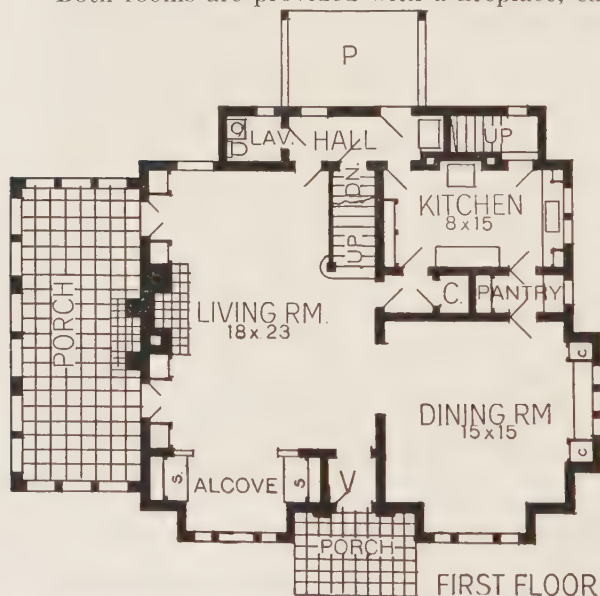 Both rooms are provided with a fireplace,
P
LAV. HALL UP
DN.
KITCHEN
8x15
UP
PORCH
LIVING RM.
18x23
C. PANTRY
C
DINING RM
15x15
C
S. ALCOVE S V
PORCH
FIRST FLOOR